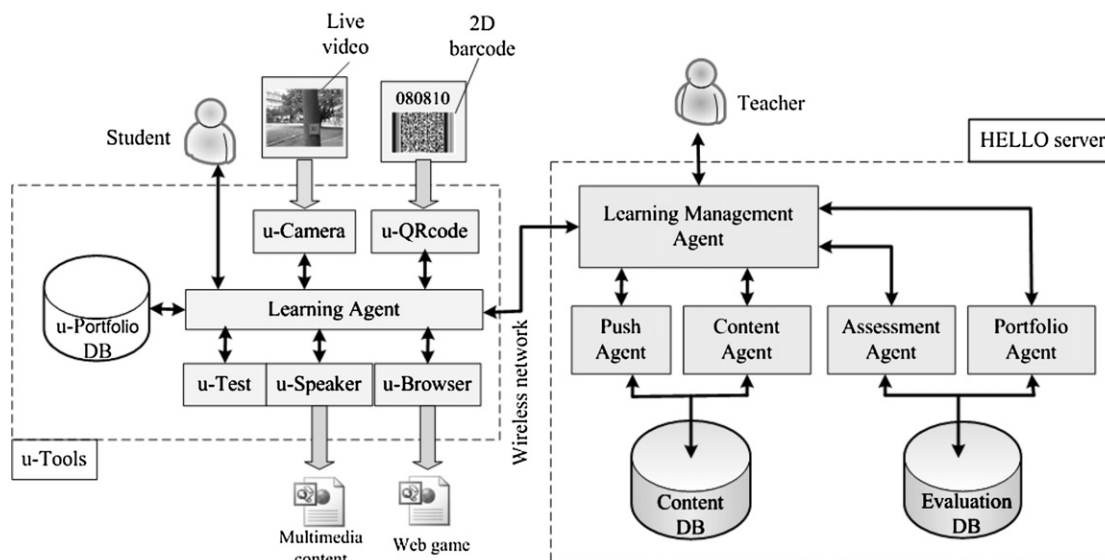 Live
video
2D
barcode
080810
Student
Teacher
HELLO server
u-Camera
u-QRcode
Learning Management
Agent
u-Portfolio
DB
Learning Agent
Wireless network
Push
Agent
Content
Agent
Assessment
Agent
Portfolio
Agent
u-Test
u-Speaker
u-Browser
u-Tools
Multimedia
content
Web game
Content
DB
Evaluation
DB